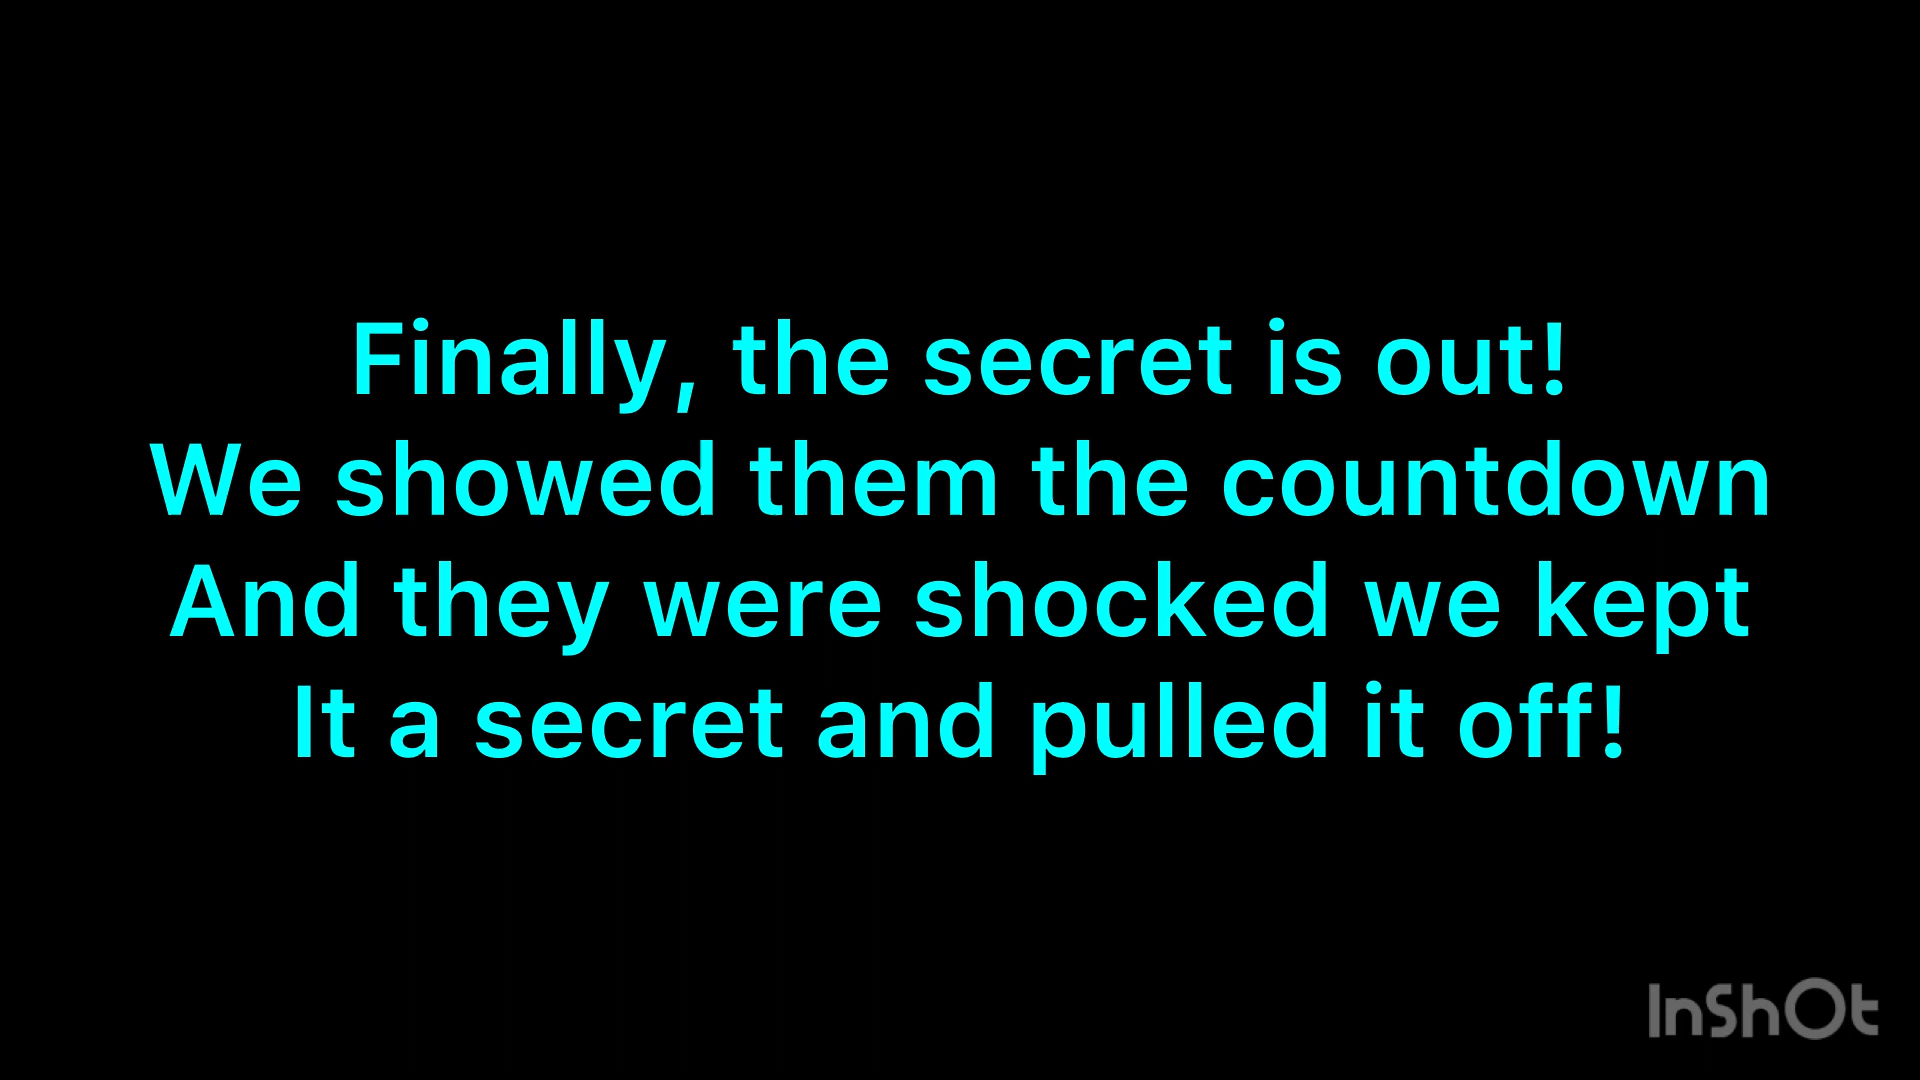 Finally, the secret is out!
We showed them the countdown
And they were shocked we kept
It a secret and pulled it off!
InShOt